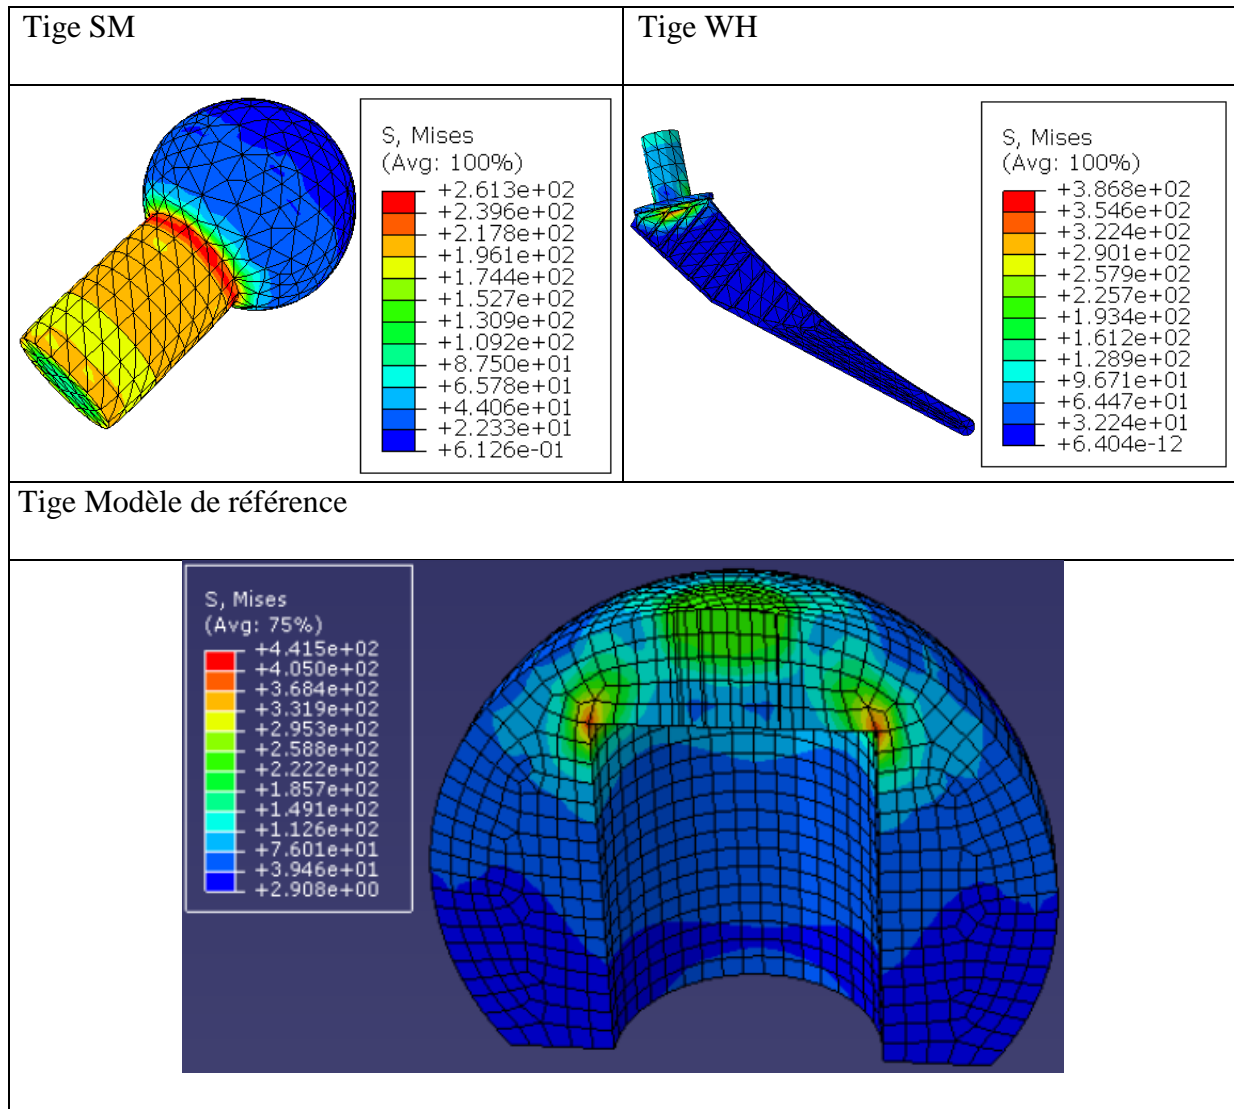 Tige SM
Tige WH
S, Mises
(Avg: 100%)
+2.613e+02
+2.396e+02
+2.178e+02
+1.961e+02
+1.744e+02
+1.527e+02
+1.309e+02
+1.092e+02
+8.750e+01
+6.578e+01
+4.406e+01
+2.233e+01
+6.126e-01
S, Mises
(Avg: 100%)
+3.868e+02
+3.546e+02
+3.224e+02
+2.901e+02
+2.579e+02
+2.257e+02
+1.934e+02
+1.612e+02
+1.289e+02
+9.671e+01
+6.447e+01
+3.224e+01
+6.404e-12
Tige Modèle de référence
S, Mises
(Avg: 75%)
+4.415e+02
+4.050e+02
+3.684e+02
+3.319e+02
+2.953e+02
+2.588e+02
+2.222e+02
+1.857e+02
+1.491e+02
+1.126e+02
+7.601e+01
+3.946e+01
+2.908e+00